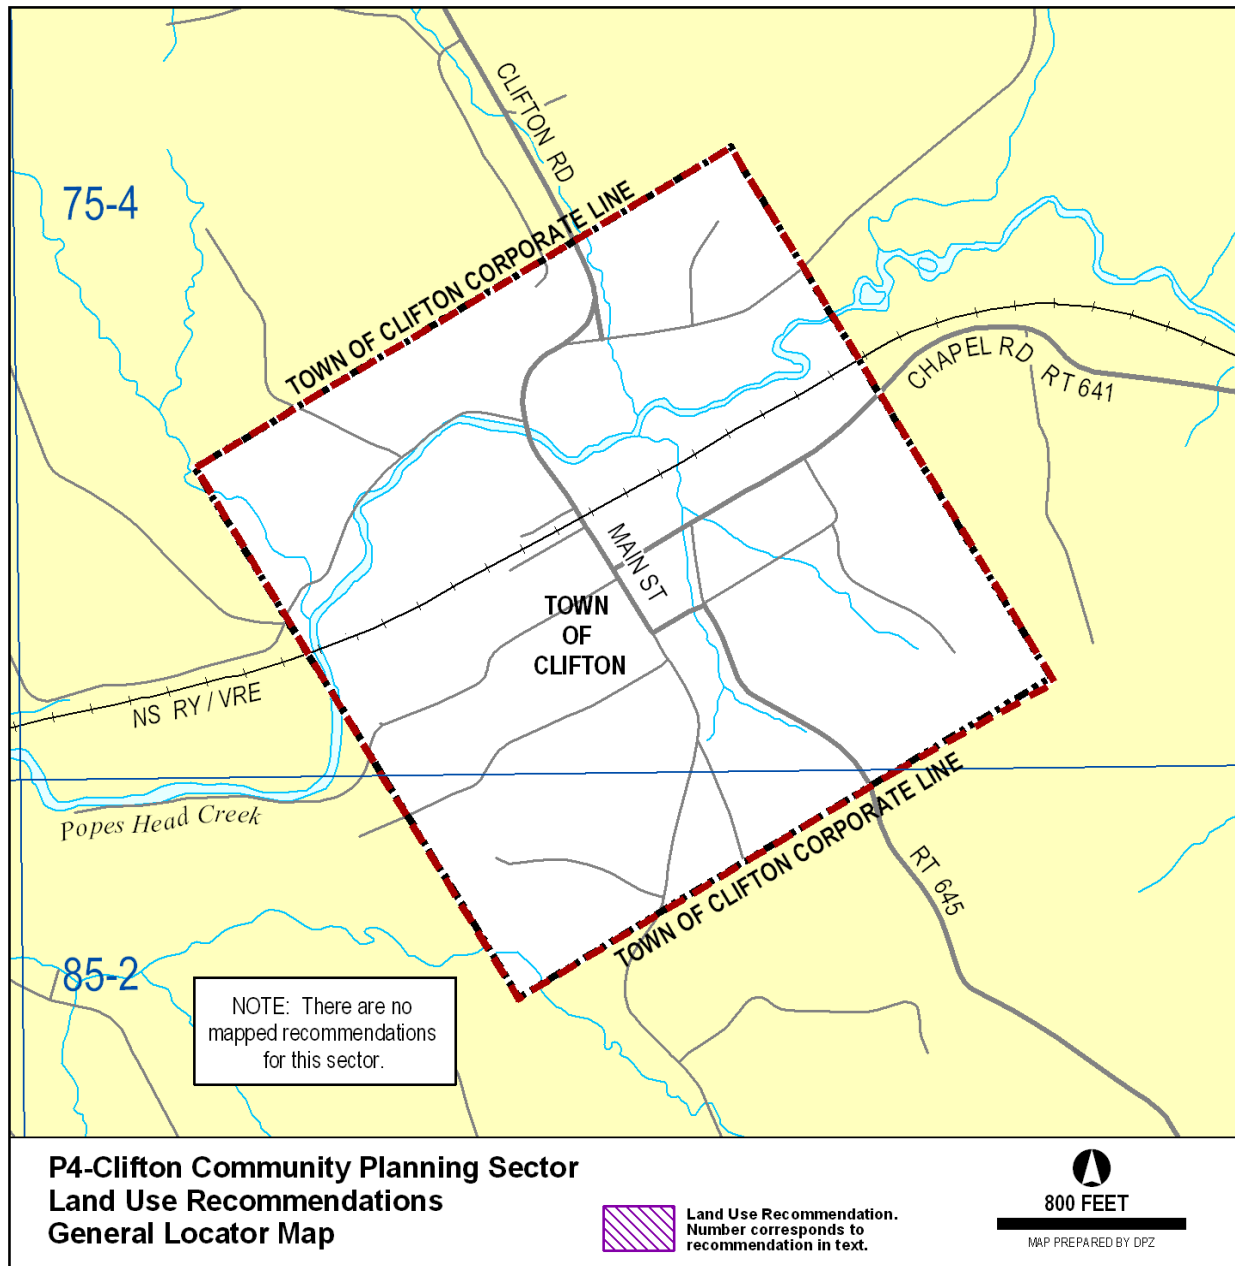 CLIFTON RD
75-4
TOWN OF CLIFTON CORPORATE LINE
CHAPEL RD RT 641
MAIN ST
TOWN
OF
CLIFTON
NS RY / VRE
Popes Head Creek
TOWN OF CLIFTON CORPORATE LINE
RT 645
85-2
NOTE: There are no
mapped recommendations
for this sector.
P4-Clifton Community Planning Sector
Land Use Recommendations
General Locator Map
Land Use Recommendation.
Number corresponds to
recommendation in text.
800 FEET
MAP PREPARED BY DPZ